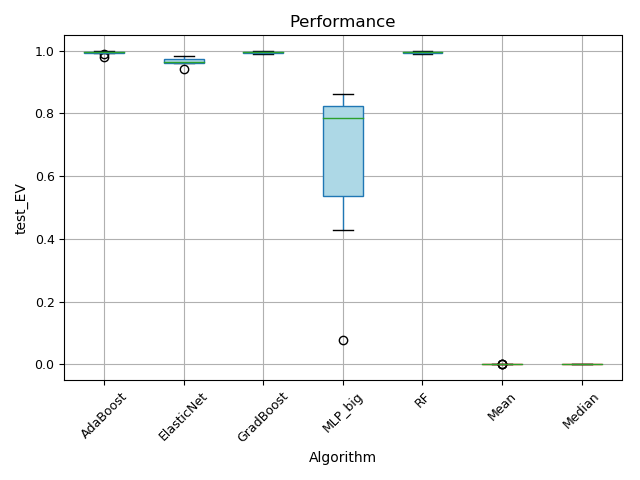 Performance
test_EV
1.0
0.8
0.6
0.4
0.2
0.0
AdaBoost
ElasticNet
GradBoost
MLP_big
RF
Mean
Median
Algorithm